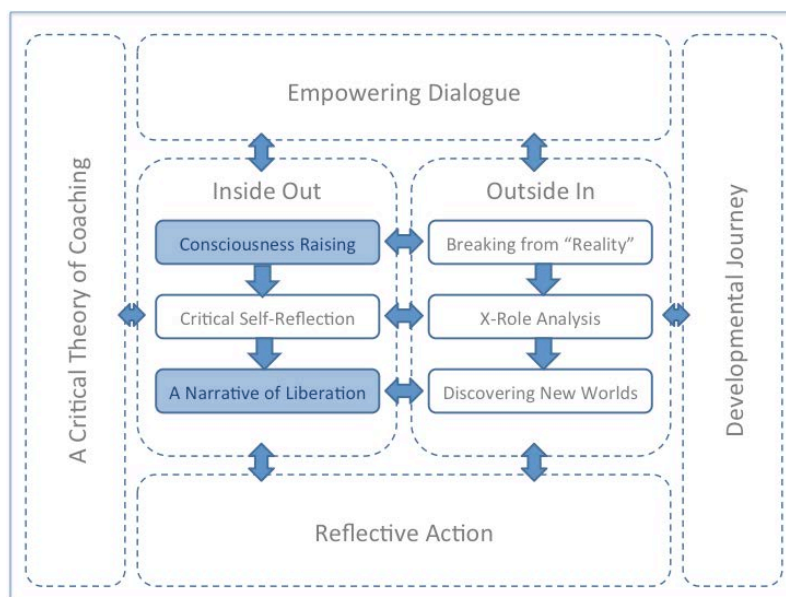 Empowering Dialogue
A Critical Theory of Coaching
Inside Out
Consciousness Raising
Critical Self-Reflection
A Narrative of Liberation
Outside In
Breaking from “Reality”
X-Role Analysis
Discovering New Worlds
Developmental Journey
Reflective Action